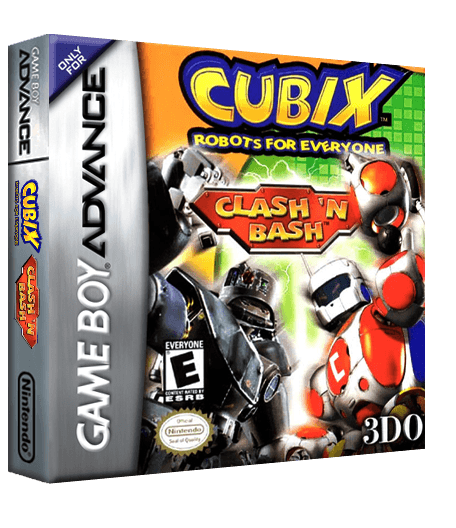 GAME BOY
ADVANCE
CUBIX
CLASH 'N
BASH
Nintendo
ONLY
FOR
GAME BOY ADVANCE
CUBIX
TM
ROBOTS FOR EVERYONE
CLASH 'N
BASH
EVERYONE
E
CONTENT RATED BY
ESRB
Official
Nintendo
Seal of Quality
C
3DO